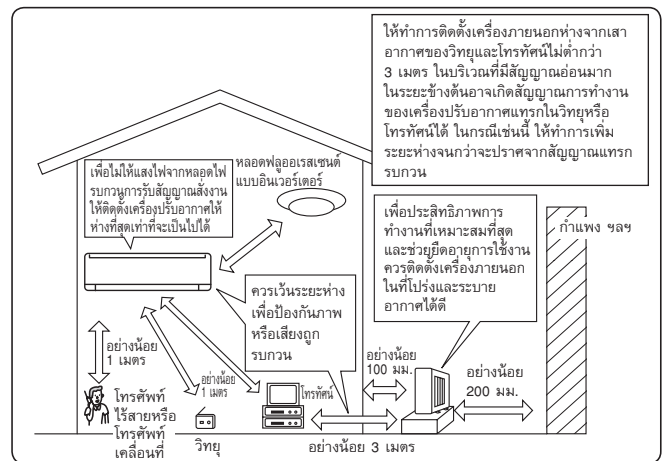 ให้ทำการติดตั้งเครื่องภายนอกห่างจากเสา
อากาศของวิทยุและโทรทัศน์ไม่ต่ำกว่า
3 เมตร ในบริเวณที่มีสัญญาณอ่อนมาก
ในระยะข้างต้นอาจเกิดสัญญาณการทำงาน
ของเครื่องปรับอากาศแทรกในวิทยุหรือ
โทรทัศน์ได้ ในกรณีเช่นนี้ ให้ทำการเพิ่ม
ระยะห่างจนกว่าจะปราศจากสัญญาณแทรก
รบกวน
เพื่อไม่ให้แสงไฟจากหลอดไฟ
รบกวนการรับสัญญาณสั่งงาน
ให้ติดตั้งเครื่องปรับอากาศให้
ห่างที่สุดเท่าที่จะเป็นไปได้
หลอดฟลูออเรสเซนต์
แบบอินเวอร์เตอร์
เพื่อประสิทธิภาพการ
ทำงานที่เหมาะสมที่สุด
และช่วยยืดอายุการใช้งาน
ควรติดตั้งเครื่องภายนอก
ในที่โปร่งและระบาย
อากาศได้ดี
กำแพง ฯลฯ
ควรเว้นระยะห่าง
เพื่อป้องกันภาพ
หรือเสียงถูก
รบกวน
อย่างน้อย
1 เมตร
อย่างน้อย
1 เมตร
อย่างน้อย
100 มม.
อย่างน้อย
200 มม.
โทรศัพท์
ไร้สายหรือ
โทรศัพท์
เคลื่อนที่
วิทยุ
โทรทัศน์
อย่างน้อย 3 เมตร